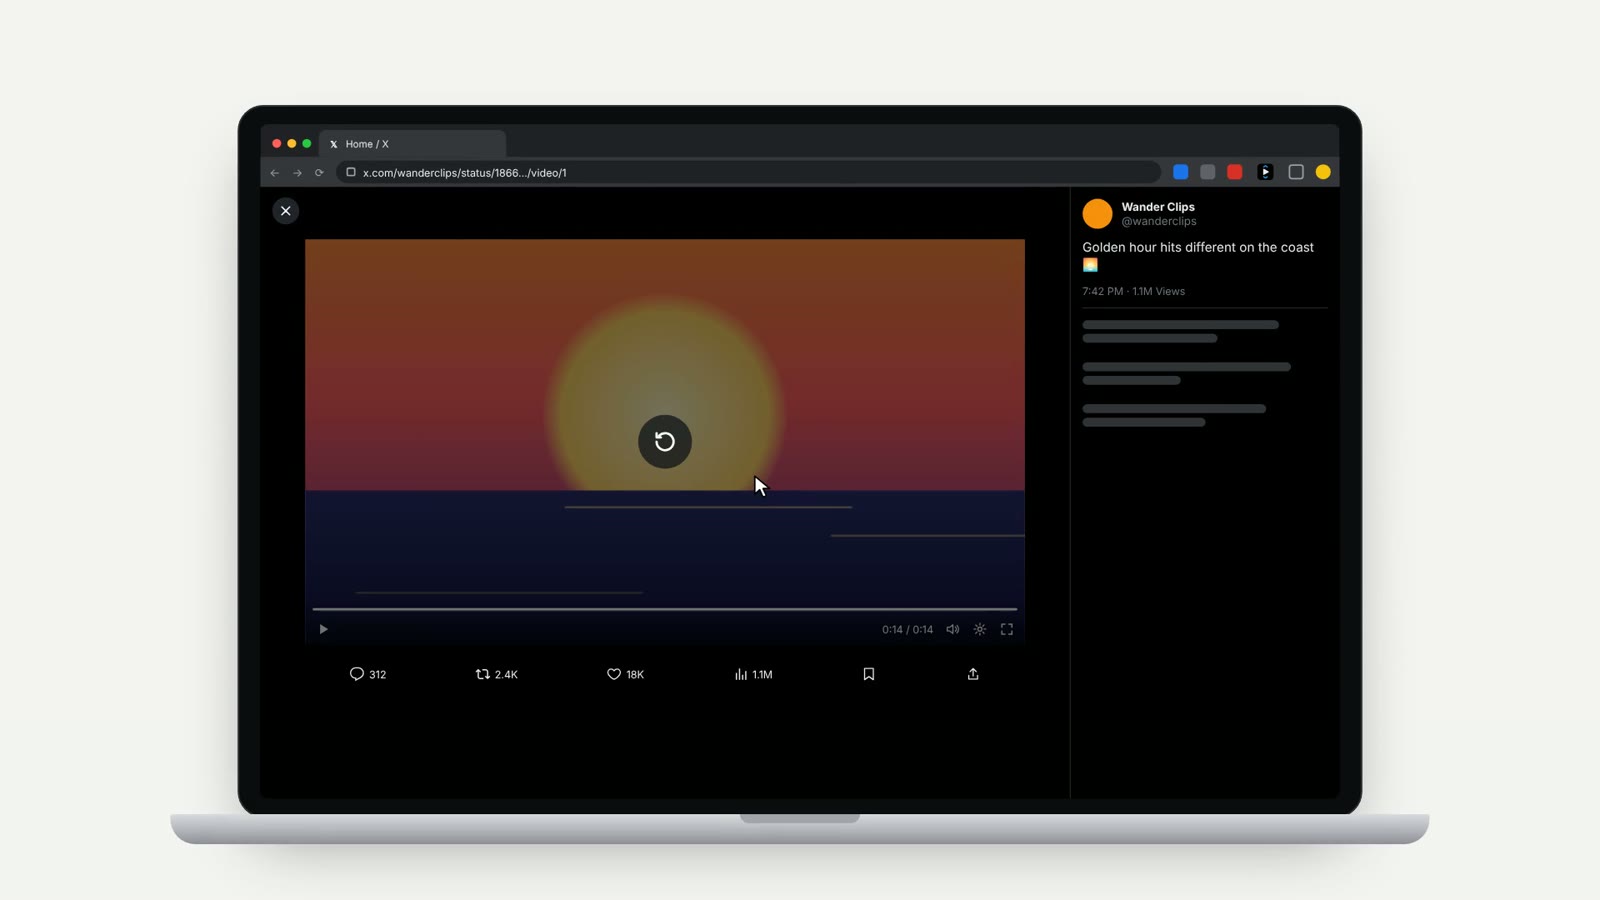 Home / X
x.com/wanderclips/status/1866.../video/1
Wander Clips
@wanderclips
Golden hour hits different on the coast
7:42 PM · 1.1M Views
0:14 / 0:14
312
2.4K
18K
1.1M